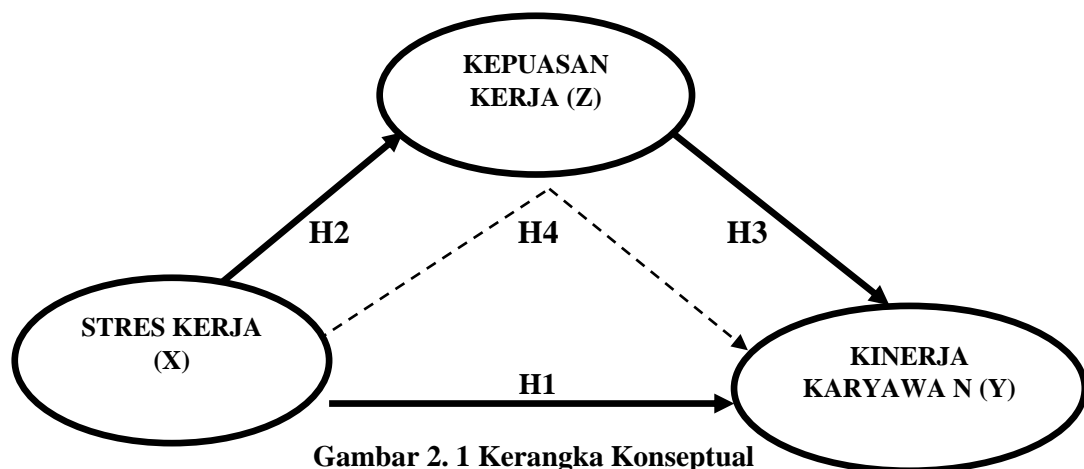 KEPUASAN
KERJA (Z)
H2
H4
H3
STRES KERJA
(X)
H1
KINERJA
KARYAWA N (Y)
Gambar 2. 1 Kerangka Konseptual